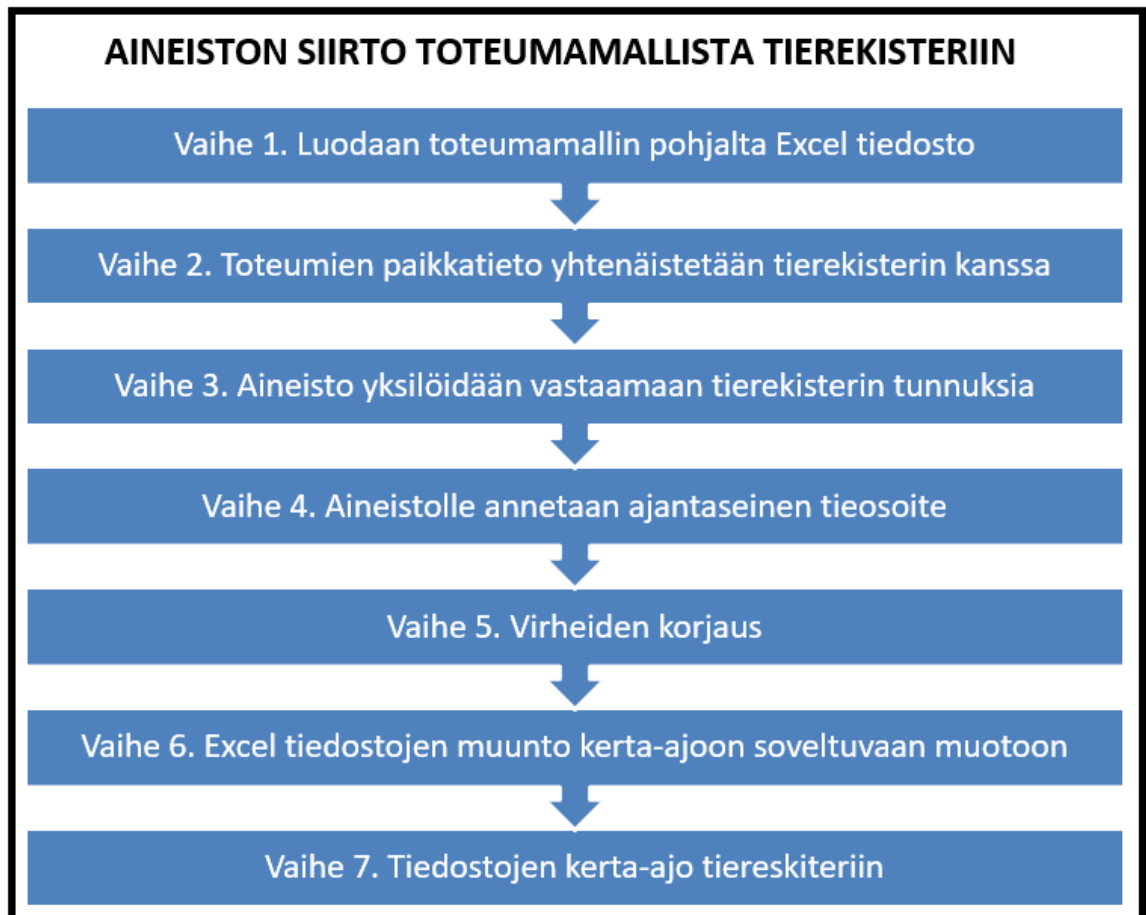 AINEISTON SIIRTO TOTEUMAMALLISTA TIEREKISTERIIN
Vaihe 1. Luodaan toteumamallin pohjalta Excel tiedosto
Vaihe 2. Toteumien paikkatieto yhtenäistetään tierekisterin kanssa
Vaihe 3. Aineisto yksilöidään vastaamaan tierekisterin tunnuksia
Vaihe 4. Aineistolle annetaan ajantaseinen tieosoite
Vaihe 5. Virheiden korjaus
Vaihe 6. Excel tiedostojen muunto kerta-ajoon soveltuvaan muotoon
Vaihe 7. Tiedostojen kerta-ajo tiereskiteriin